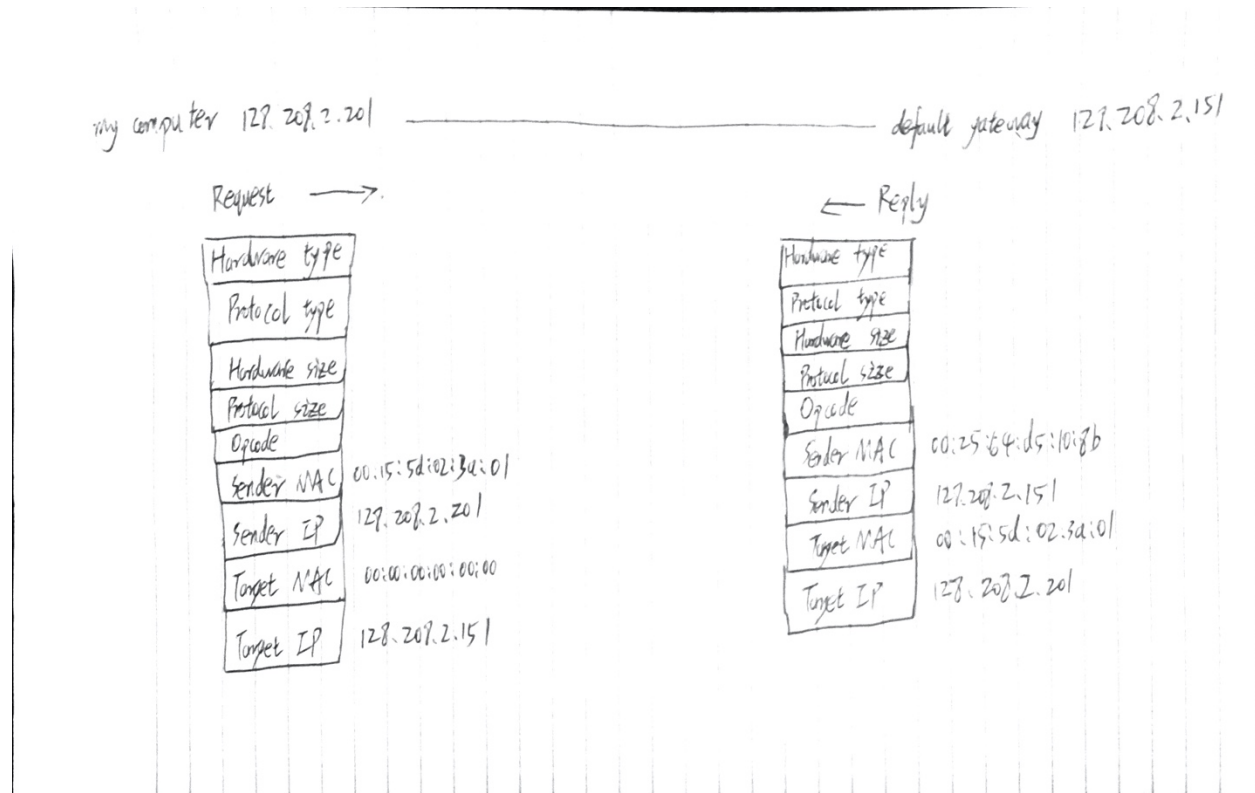 my computer 128.208.2.201
default gateway 128.208.2.151
Request
Hardware type
Protocol type
Hardware size
Protocol size
Opcode
Sender MAC 00:15:5d:02:3a:01
Sender IP 128.208.2.201
Target MAC 00:00:00:00:00:00
Target IP 128.208.2.151
Reply
Hardware type
Protocol type
Hardware size
Protocol size
Opcode
Sender MAC 00:25:64:d5:10:8b
Sender IP 128.208.2.151
Target MAC 00:15:5d:02:3a:01
Target IP 128.208.2.201